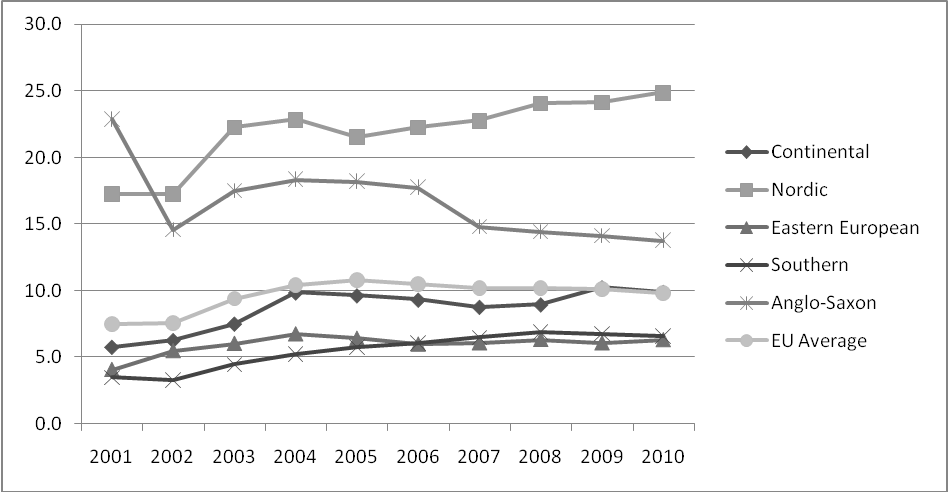 30.0
25.0
20.0
15.0
10.0
5.0
0.0
2001 2002 2003 2004 2005 2006 2007 2008 2009 2010
Continental
Nordic
Eastern European
Southern
Anglo-Saxon
EU Average